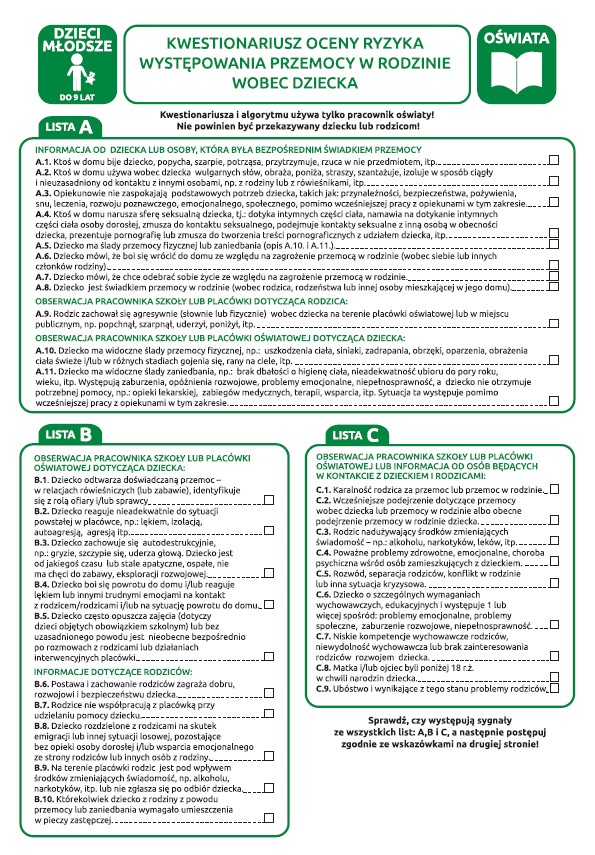 DZIECI
MŁODSZE
DO 9 LAT
KWESTIONARIUSZ OCENY RYZYKA
WYSTĘPOWANIA PRZEMOCY W RODZINIE
WOBEC DZIECKA
OŚWIATA
Kwestionariusza i algorytmu używa tylko pracownik oświaty!
Nie powinien być przekazywany dziecku lub rodzicom!
LISTA A
INFORMACJA OD DZIECKA LUB OSOBY, KTÓRA BYŁA BEZPOŚREDNIM ŚWIADKIEM PRZEMOCY
A.1. Ktoś w domu bije dziecko, popycha, szarpie, potrząsa, przytrzymuje, rzuca w nie przedmiotem, itp.
A.2. Ktoś w domu używa wobec dziecka wulgarnych słów, obraża, poniża, straszy, szantażuje, izoluje w sposób ciągły
i nieuzasadniony od kontaktu z innymi osobami, np. z rodziny lub z rówieśnikami, itp.
A.3. Opiekunowie nie zaspokajają podstawowych potrzeb dziecka, takich jak: przynależności, bezpieczeństwa, pożywienia,
snu, leczenia, rozwoju poznawczego, emocjonalnego, społecznego, pomimo wcześniejszej pracy z opiekunami w tym zakresie.
A.4. Ktoś w domu narusza sferę seksualną dziecka, tj.: dotyka intymnych części ciała, namawia na dotykanie intymnych
części ciała osoby dorosłej, zmusza do kontaktu seksualnego, podejmuje kontakty seksualne z inną osobą w obecności
dziecka, prezentuje pornografię lub zmusza do tworzenia treści pornograficznych z udziałem dziecka, itp.
A.5. Dziecko ma ślady przemocy fizycznej lub zaniedbania (opis A.10. i A.11.)
A.6. Dziecko mówi, że boi się wrócić do domu ze względu na zagrożenie przemocy w rodzinie (wobec siebie lub innych
członków rodziny).
A.7. Dziecko mówi, że chce odebrać sobie życie ze względu na zagrożenie przemocy w rodzinie.
A.8. Dziecko jest świadkiem przemocy w rodzinie (wobec rodzica, rodzeństwa lub innej osoby mieszkającej w jego domu).
OBSERWACJA PRACOWNIKA SZKOŁY LUB PLACÓWKI DOTYCZĄCA RODZICA:
A.9. Rodzic zachował się agresywnie (słownie lub fizycznie) wobec dziecka na terenie placówki oświatowej lub w miejscu
publicznym, np. popchnął, szarpnął, uderzył, poniżył, itp.
OBSERWACJA PRACOWNIKA SZKOŁY LUB PLACÓWKI OŚWIATOWEJ DOTYCZĄCA DZIECKA:
A.10. Dziecko ma widoczne ślady przemocy fizycznej, np.: uszkodzenia ciała, siniaki, zadrapania, obrzęki, oparzenia, obrażenia
ciała świeże i/lub w różnych stadiach gojenia się, rany na ciele, itp.
A.11. Dziecko ma widoczne ślady zaniedbania, np.: brak dbałości o higienę ciała, nieadekwatność ubioru do pory roku,
wieku, itp. Występują zaburzenia, opóźnienia rozwojowe, problemy emocjonalne, niepełnosprawność, a dziecko nie otrzymuje
potrzebnej pomocy, np.: opieki lekarskiej, zabiegów medycznych, terapii, wsparcia, itp. Sytuacja ta występuje pomimo
wcześniejszej pracy z opiekunami w tym zakresie.
LISTA B
OBSERWACJA PRACOWNIKA SZKOŁY LUB PLACÓWKI
OŚWIATOWEJ DOTYCZĄCA DZIECKA:
B.1. Dziecko odtwarza doświadczaną przemoc –
w relacjach rówieśniczych (lub zabawie), identyfikuje
się z rolą ofiary i/lub sprawcy.
B.2. Dziecko reaguje nieadekwatnie do sytuacji
powstałej w placówce, np.: lękiem, izolacją,
autoagresją, agresją itp.
B.3. Dziecko zachowuje się autodestrukcyjnie,
np.: gryzie, szczypie się, uderza głową. Dziecko jest
od jakiegoś czasu lub stale apatyczne, ospałe, nie
ma chęci do zabawy, eksploracji rozwojowej.
B.4. Dziecko boi się powrotu do domu i/lub reaguje
lękiem lub innymi trudnymi emocjami na kontakt
z rodzicem/rodzicami i/lub na sytuację powrotu do domu.
B.5. Dziecko często opuszcza zajęcia (dotyczy
dzieci objętych obowiązkiem szkolnym) lub bez
uzasadnionego powodu jest nieobecne bezpośrednio
po rozmowach z rodzicami lub działaniach
interwencyjnych placówki.
INFORMACJE DOTYCZĄCE RODZICÓW:
B.6. Postawa i zachowanie rodziców zagraża dobru,
rozwojowi i bezpieczeństwu dziecka.
B.7. Rodzice nie współpracują z placówką przy
udzielaniu pomocy dziecku.
B.8. Dziecko rozdzielone z rodzicami na skutek
emigracji lub innej sytuacji losowej, pozostające
bez opieki osoby dorosłej i/lub wsparcia emocjonalnego
ze strony rodziców lub innych osób z rodziny.
B.9. Na terenie placówki rodzic jest pod wpływem
środków zmieniających świadomość, np. alkoholu,
narkotyków, itp. lub nie zgłasza się po odbiór dziecka.
B.10. Którekolwiek dziecko z rodziny z powodu
przemocy lub zaniedbania wymagało umieszczenia
w pieczy zastępczej.
LISTA C
OBSERWACJA PRACOWNIKA SZKOŁY LUB PLACÓWKI
OŚWIATOWEJ LUB INFORMACJA OD OSÓB BĘDĄCYCH
W KONTAKCIE Z DZIECKIEM I RODZICAMI:
C.1. Karalność rodzica za przemoc lub przemoc w rodzinie.
C.2. Wcześniejsze podejrzenie dotyczące przemocy
wobec dziecka lub przemocy w rodzinie albo obecne
podejrzenie przemocy w rodzinie dziecka.
C.3. Rodzic nadużywający środków zmieniających
świadomość – np.: alkoholu, narkotyków, leków, itp.
C.4. Poważne problemy zdrowotne, emocjonalne, choroba
psychiczna wśród osób zamieszkujących z dzieckiem.
C.5. Rozwód, separacja rodziców, konflikt w rodzinie
lub inna sytuacja kryzysowa.
C.6. Dziecko o szczególnych wymaganiach
wychowawczych, edukacyjnych i występuje 1 lub
więcej spośród: problemy emocjonalne, problemy
społeczne, zaburzenie rozwojowe, niepełnosprawność.
C.7. Niskie kompetencje wychowawcze rodziców,
niewydolność wychowawcza lub brak zainteresowania
rodziców rozwojem dziecka.
C.8. Matka i/lub ojciec byli poniżej 18 r.ż.
w chwili narodzin dziecka.
C.9. Ubóstwo i wynikające z tego stanu problemy rodziców.
Sprawdź, czy występują sygnały
ze wszystkich list: A,B i C, a następnie postępuj
zgodnie ze wskazówkami na drugiej stronie!